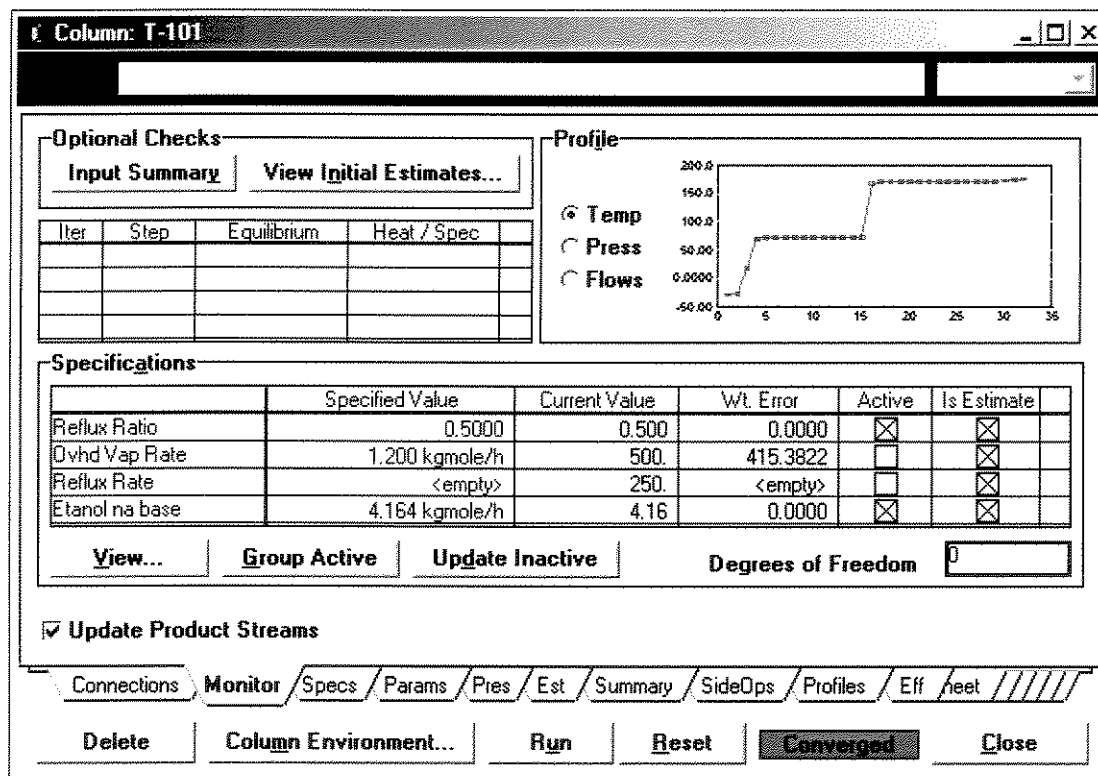 Column: T-101
Optional Checks
Input Summary View Initial Estimates...
Iter Step Equilibrium Heat / Spec
Profile
Temp
Press
Flows
200.0
150.0
100.0
50.00
0.0000
-50.00
0 5 10 15 20 25 30 35
Specifications
Specified Value Current Value Wt. Error Active Is Estimate
Reflux Ratio 0.5000 0.500 0.0000
Ovhd Vap Rate 1.200 kgmole/h 500. 415.3822
Reflux Rate <empty> 250. <empty>
Etanol na base 4.164 kgmole/h 4.16 0.0000
View... Group Active Update Inactive Degrees of Freedom 0
Update Product Streams
Connections Monitor Specs Params Pres Est Summary SideOps Profiles Eff heet
Delete Column Environment... Run Reset Converged Close